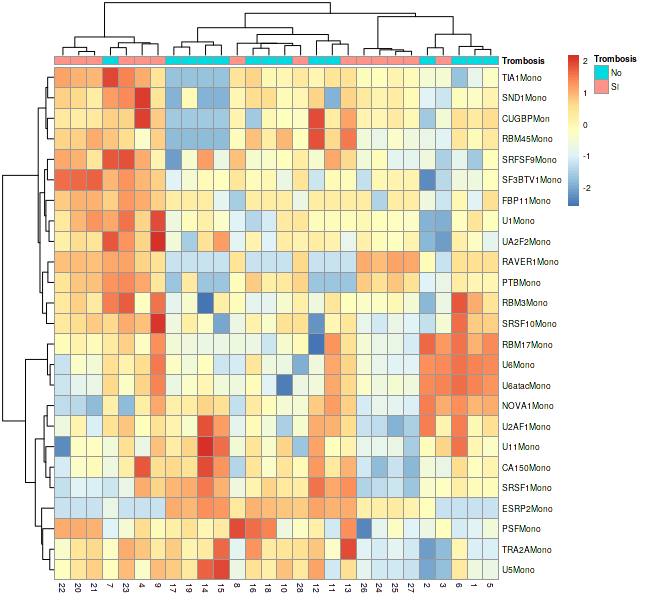 Trombosis
TIA1Mono
SND1Mono
CUGBPMon
RBM45Mono
SRFSF9Mono
SF3BTV1Mono
FBP11Mono
U1Mono
UA2F2Mono
RAVER1Mono
PTBMono
RBM3Mono
SRSF10Mono
RBM17Mono
U6Mono
U6atacMono
NOVA1Mono
U2AF1Mono
U11Mono
CA150Mono
SRSF1Mono
ESRP2Mono
PSFMono
TRA2AMono
U5Mono
22 20 21 7 23 4 9 17 19 14 15 8 16 18 10 28 12 11 13 26 24 25 27 2 3 6 1 5
2
1
0
-1
-2
Trombosis
No
SI